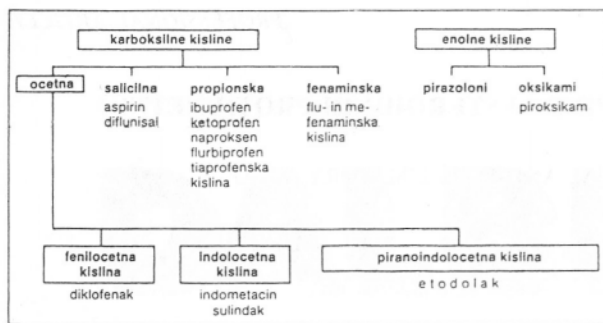 karboksilne kisline
enolne kisline
ocetna
salicilna
aspirin
diflunisal
propionska
ibuprofen
ketoprofen
naproksen
flurbiprofen
tiaprofenska
kislina
fenaminska
flu- in me-
fenaminska
kislina
pirazoloni
oksikami
piroksikam
fenilocetna
kislina
diklofenak
indolocetna
kislina
indometacin
sulindak
piranoindolocetna kislina
etodolak